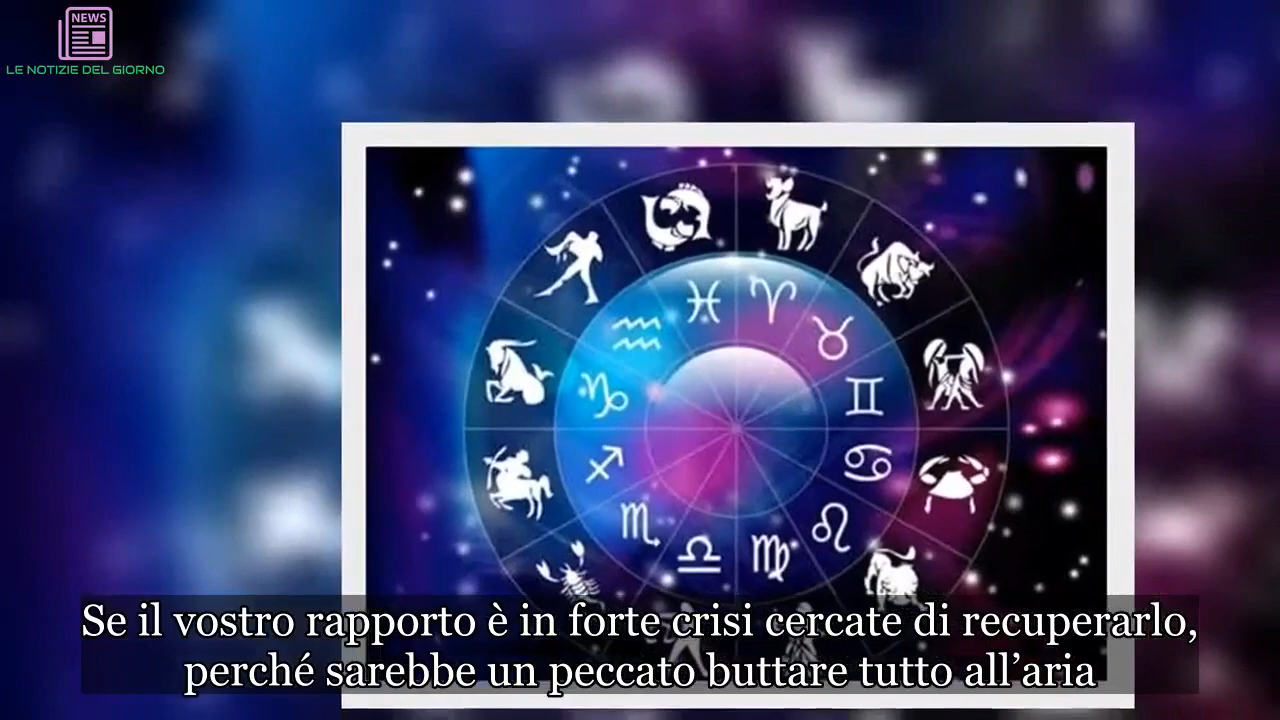 NEWS
LE NOTIZIE DEL GIORNO
Se il vostro rapporto è in forte crisi cercate di recuperarlo,
perché sarebbe un peccato buttare tutto all’aria